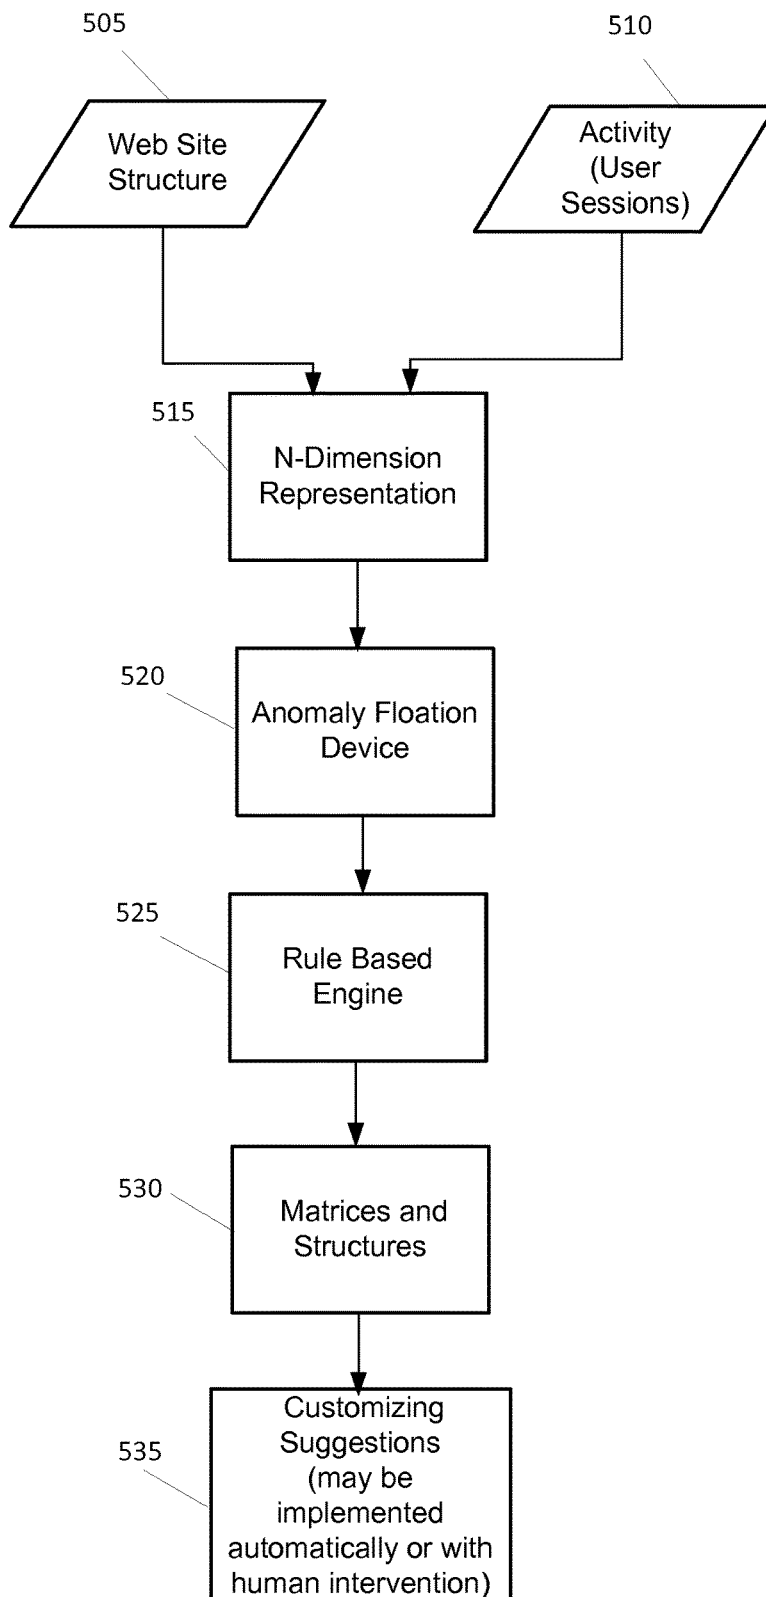 505
510
Web Site
Structure
Activity
(User
Sessions)
515
N-Dimension
Representation
520
Anomaly Floation
Device
525
Rule Based
Engine
530
Matrices and
Structures
535
Customizing
Suggestions
(may be
implemented
automatically or with
human intervention)